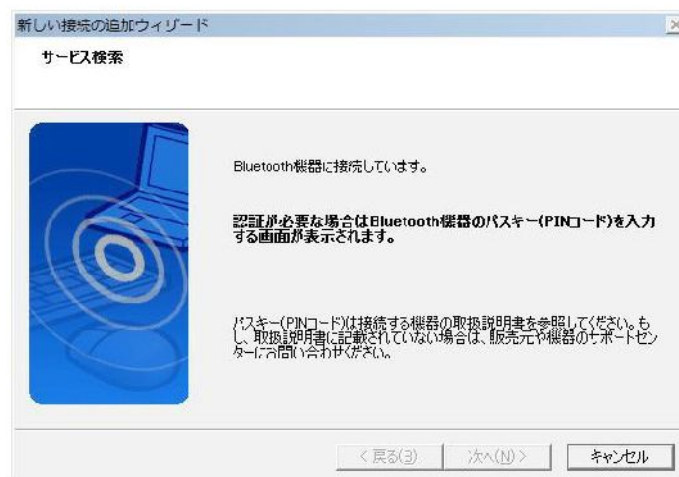 新しい接続の追加ウィザード
サービス検索
Bluetooth機器に接続しています。
認証が必要な場合はBluetooth機器のパスキー(PINコード)を入力
する画面が表示されます。
パスキー(PINコード)は接続する機器の取扱説明書を参照してください。も
し、取扱説明書に記載されていない場合は、販売元や機器のサポートセン
ターにお問い合わせください。
< 戻る(B)
次へ(N) >
キャンセル